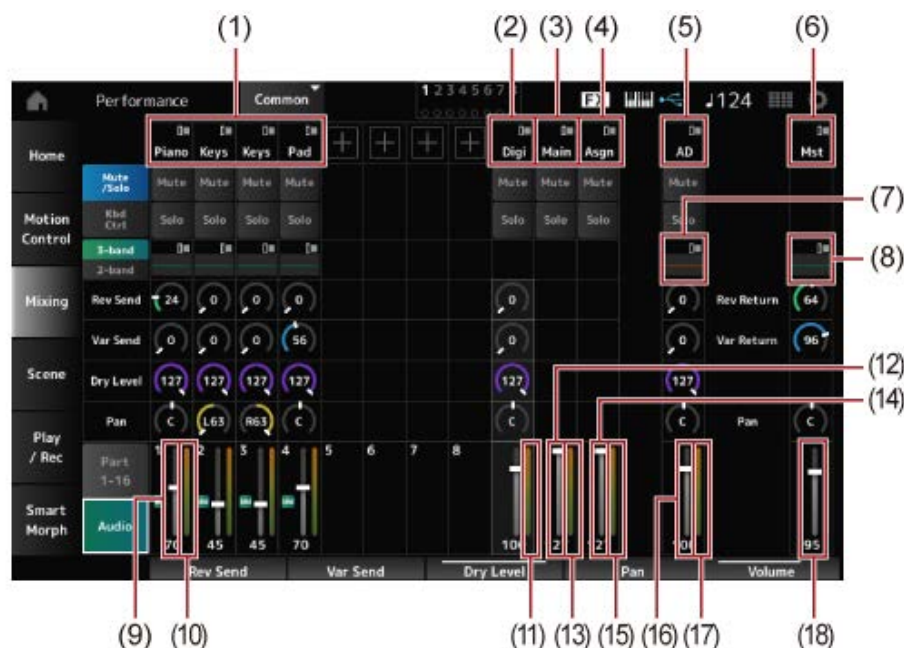 (1) (2) (3) (4) (5) (6)
Performance Common 1 2 3 4 5 6 7 8 FX ♩124
Home Piano Keys Keys Pad + + + + Digi Main Asgn AD Mst
Mute /Solo Mute Mute Mute Mute Mute Mute Mute Mute
Motion Control Kbd Ctrl Solo Solo Solo Solo Solo Solo Solo Solo (7)
3-band
2-band (8)
Mixing Rev Send 24 0 0 0 0 0 Rev Return 64
Var Send 0 0 0 56 0 0 Var Return 96
(12)
Scene Dry Level 127 127 127 127 127 127
(14)
Pan C L63 R63 C C C Pan C
Play / Rec Part 1-16 1 2 3 4 5 6 7 8
Smart Morph Audio 70 45 45 70 100 127 100 95
Rev Send Var Send Dry Level Pan Volume
(9) (10) (11) (13) (15) (16) (17) (18)